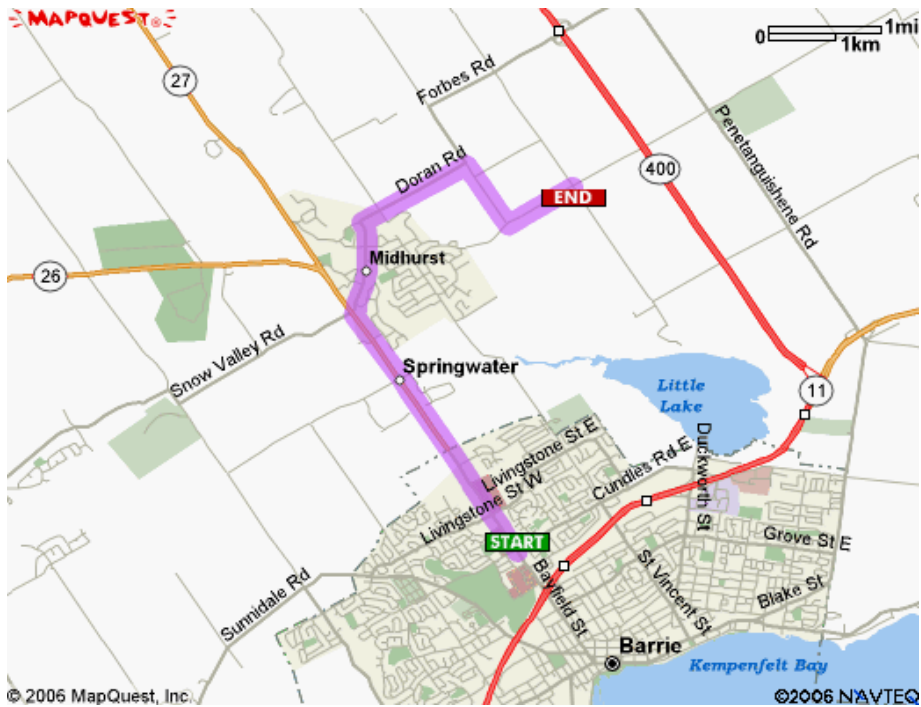 MAPQUEST®
0 1mi
1km
27
Forbes Rd
Penetanguishene Rd
400
Doran Rd
END
Midhurst
26
Snow Valley Rd
Springwater
Little
Lake
11
Livingstone St E
Livingstone St W
Cundles Rd E
Duckworth St
START
Grove St E
Bayfield St
St Vincent St
Blake St
Sunnidale Rd
Barrie
Kempenfelt Bay
© 2006 MapQuest, Inc.
©2006 NAVTEQ